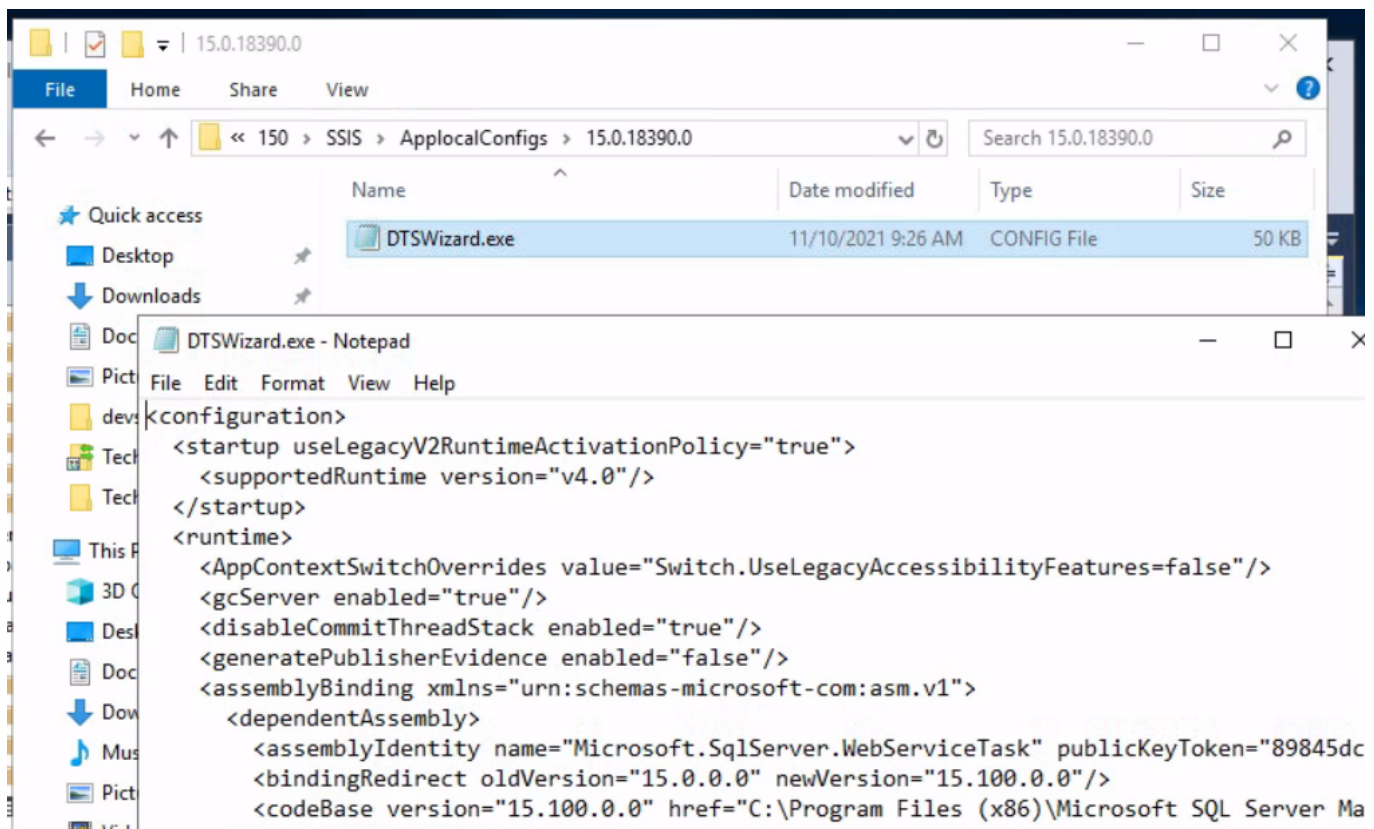 15.0.18390.0
File Home Share View
« 150 > SSIS > ApplocalConfigs > 15.0.18390.0 Search 15.0.18390.0
Name Date modified Type Size
Quick access
DTSWizard.exe 11/10/2021 9:26 AM CONFIG File 50 KB
Desktop
Downloads
Doc
Pict
devs
Tech
Tech
This P
3D
Desk
Doc
Dow
Mus
Pict
DTSWizard.exe - Notepad
File Edit Format View Help
<configuration>
<startup useLegacyV2RuntimeActivationPolicy="true">
<supportedRuntime version="v4.0"/>
</startup>
<runtime>
<AppContextSwitchOverrides value="Switch.UseLegacyAccessibilityFeatures=false"/>
<gcServer enabled="true"/>
<disableCommitThreadStack enabled="true"/>
<generatePublisherEvidence enabled="false"/>
<assemblyBinding xmlns="urn:schemas-microsoft-com:asm.v1">
<dependentAssembly>
<assemblyIdentity name="Microsoft.SqlServer.WebServiceTask" publicKeyToken="89845dc
<bindingRedirect oldVersion="15.0.0.0" newVersion="15.100.0.0"/>
<codeBase version="15.100.0.0" href="C:\Program Files (x86)\Microsoft SQL Server Ma